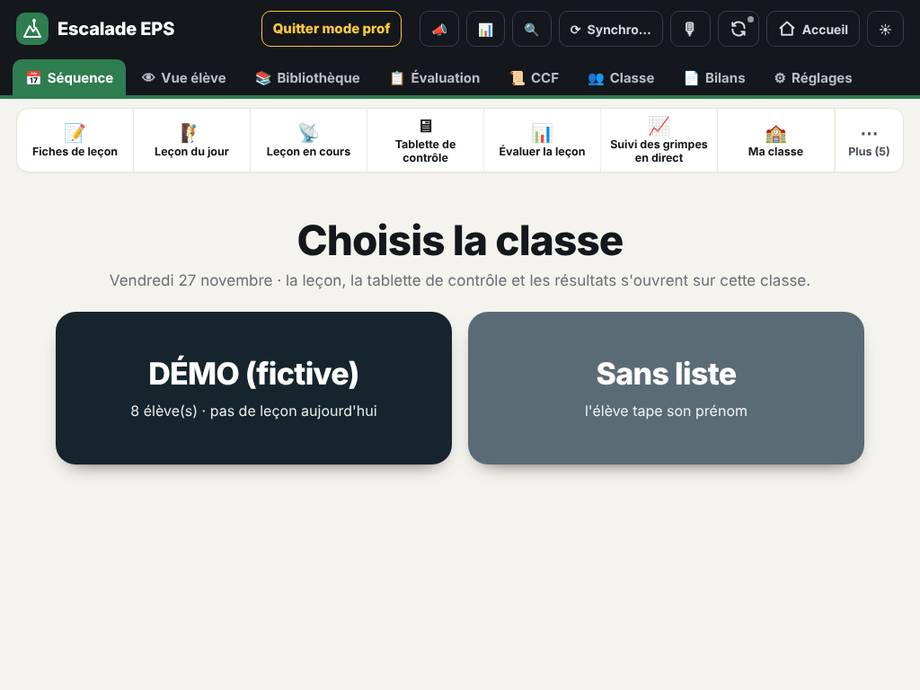 Escalade EPS
Quitter mode prof
Synchro...
Accueil
Séquence
Vue élève
Bibliothèque
Évaluation
CCF
Classe
Bilans
Réglages
Fiches de leçon
Leçon du jour
Leçon en cours
Tablette de
contrôle
Évaluer la leçon
Suivi des grimpes
en direct
Ma classe
Plus (5)
Choisis la classe
Vendredi 27 novembre · la leçon, la tablette de contrôle et les résultats s'ouvrent sur cette classe.
DÉMO (fictive)
8 élève(s) · pas de leçon aujourd'hui
Sans liste
l'élève tape son prénom